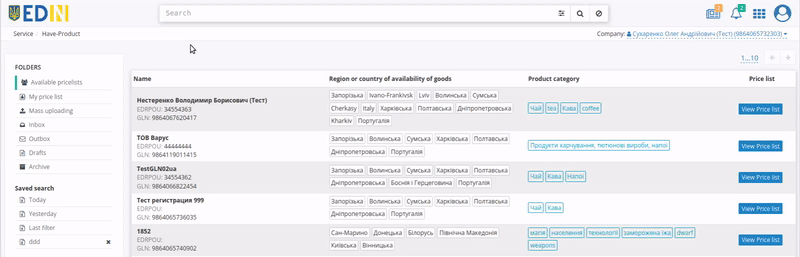 EDIN
Search
1
2
Service / Have-Product
Company: Сухаренко Олег Андрійович (Тест) (9864065732303)
1...10
FOLDERS
Available pricelists
My price list
Mass uploading
Inbox
Outbox
Drafts
Archive
Saved search
Today
Yesterday
Last filter
ddd
Name Region or country of availability of goods Product category Price list
Нестеренко Володимир Борисович (Тест)
EDRPOU: 34554363
GLN: 9864067620417
Запорізька Ivano-Frankivsk Lviv Волинська Сумська
Cherkasy Italy Харківська Полтавська Дніпропетровська
Kharkiv Португалія
Чай tea Кава coffee
View Price list
ТОВ Варус
EDRPOU: 44444444
GLN: 9864119011415
Запорізька Волинська Сумська Харківська Полтавська
Дніпропетровська Португалія
Продукти харчування, тютюнові вироби, напої
View Price list
TestGLN02ua
EDRPOU: 34554362
GLN: 9864066822454
Запорізька Волинська Сумська Харківська Полтавська
Дніпропетровська Боснія і Герцеговина Португалія
Чай Кава Напої
View Price list
Тест регистрация 999
EDRPOU:
GLN: 9864065736035
Запорізька Волинська Сумська Харківська Полтавська
Дніпропетровська Португалія
Чай Кава
View Price list
1852
EDRPOU:
GLN: 9864065740902
Сан-Марино Донецька Білорусь Північна Македонія
Київська Вінницька
магія населення технології заморожена їжа dwarf
weapons
View Price list